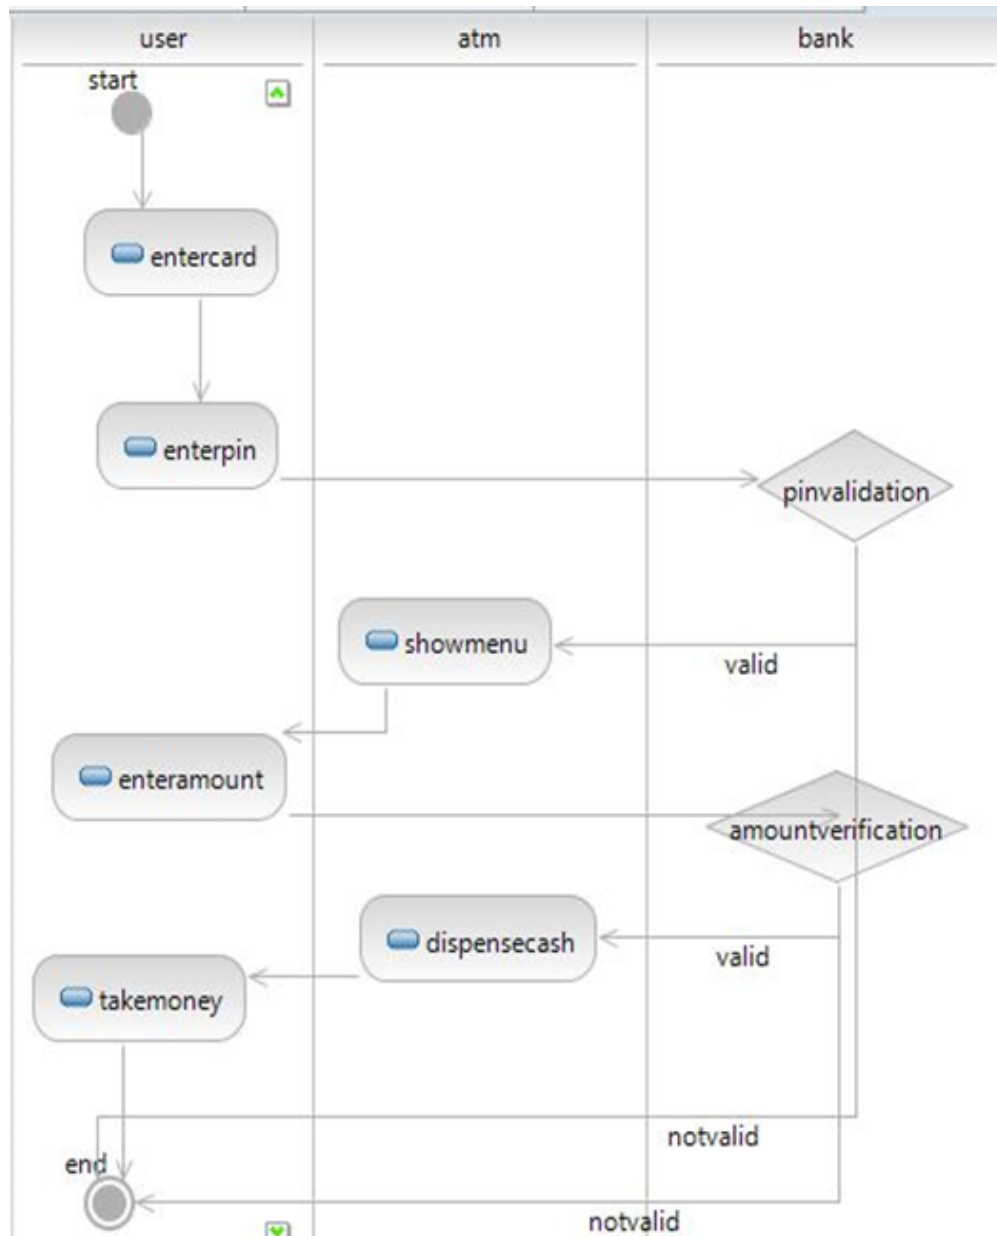 user atm bank
start
entercard
enterpin
pinvalidation
showmenu
valid
enteramount
amountverification
dispensecash
valid
takemoney
notvalid
end
notvalid